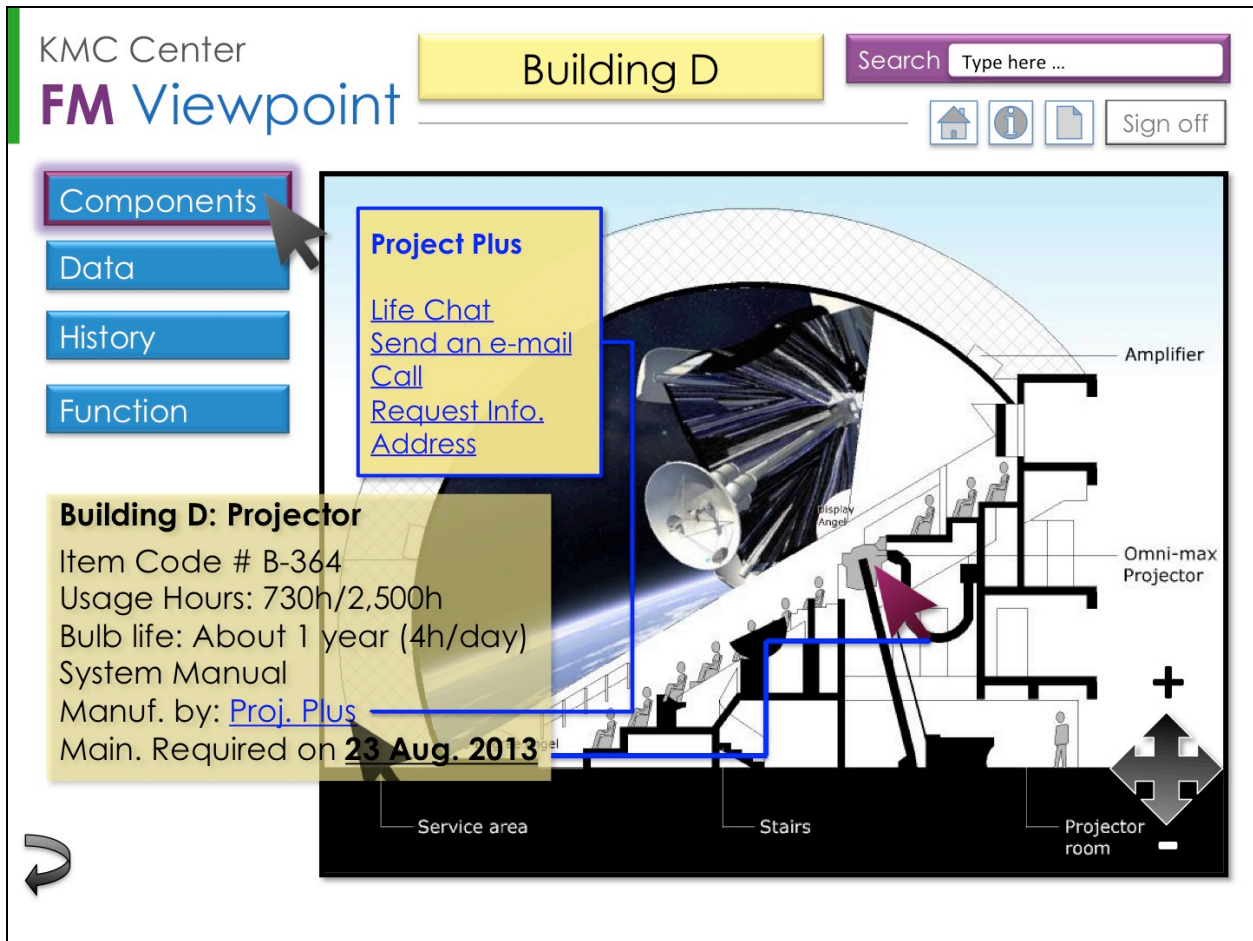 KMC Center
FM Viewpoint
Building D
Search
Type here ...
Sign off
Components
Data
History
Function
Project Plus
Life Chat
Send an e-mail
Call
Request Info.
Address
Building D: Projector
Item Code # B-364
Usage Hours: 730h/2,500h
Bulb life: About 1 year (4h/day)
System Manual
Manuf. by: Proj. Plus
Main. Required on 23 Aug. 2013
Amplifier
Display
Angel
Omni-max
Projector
Service area
Stairs
Projector
room